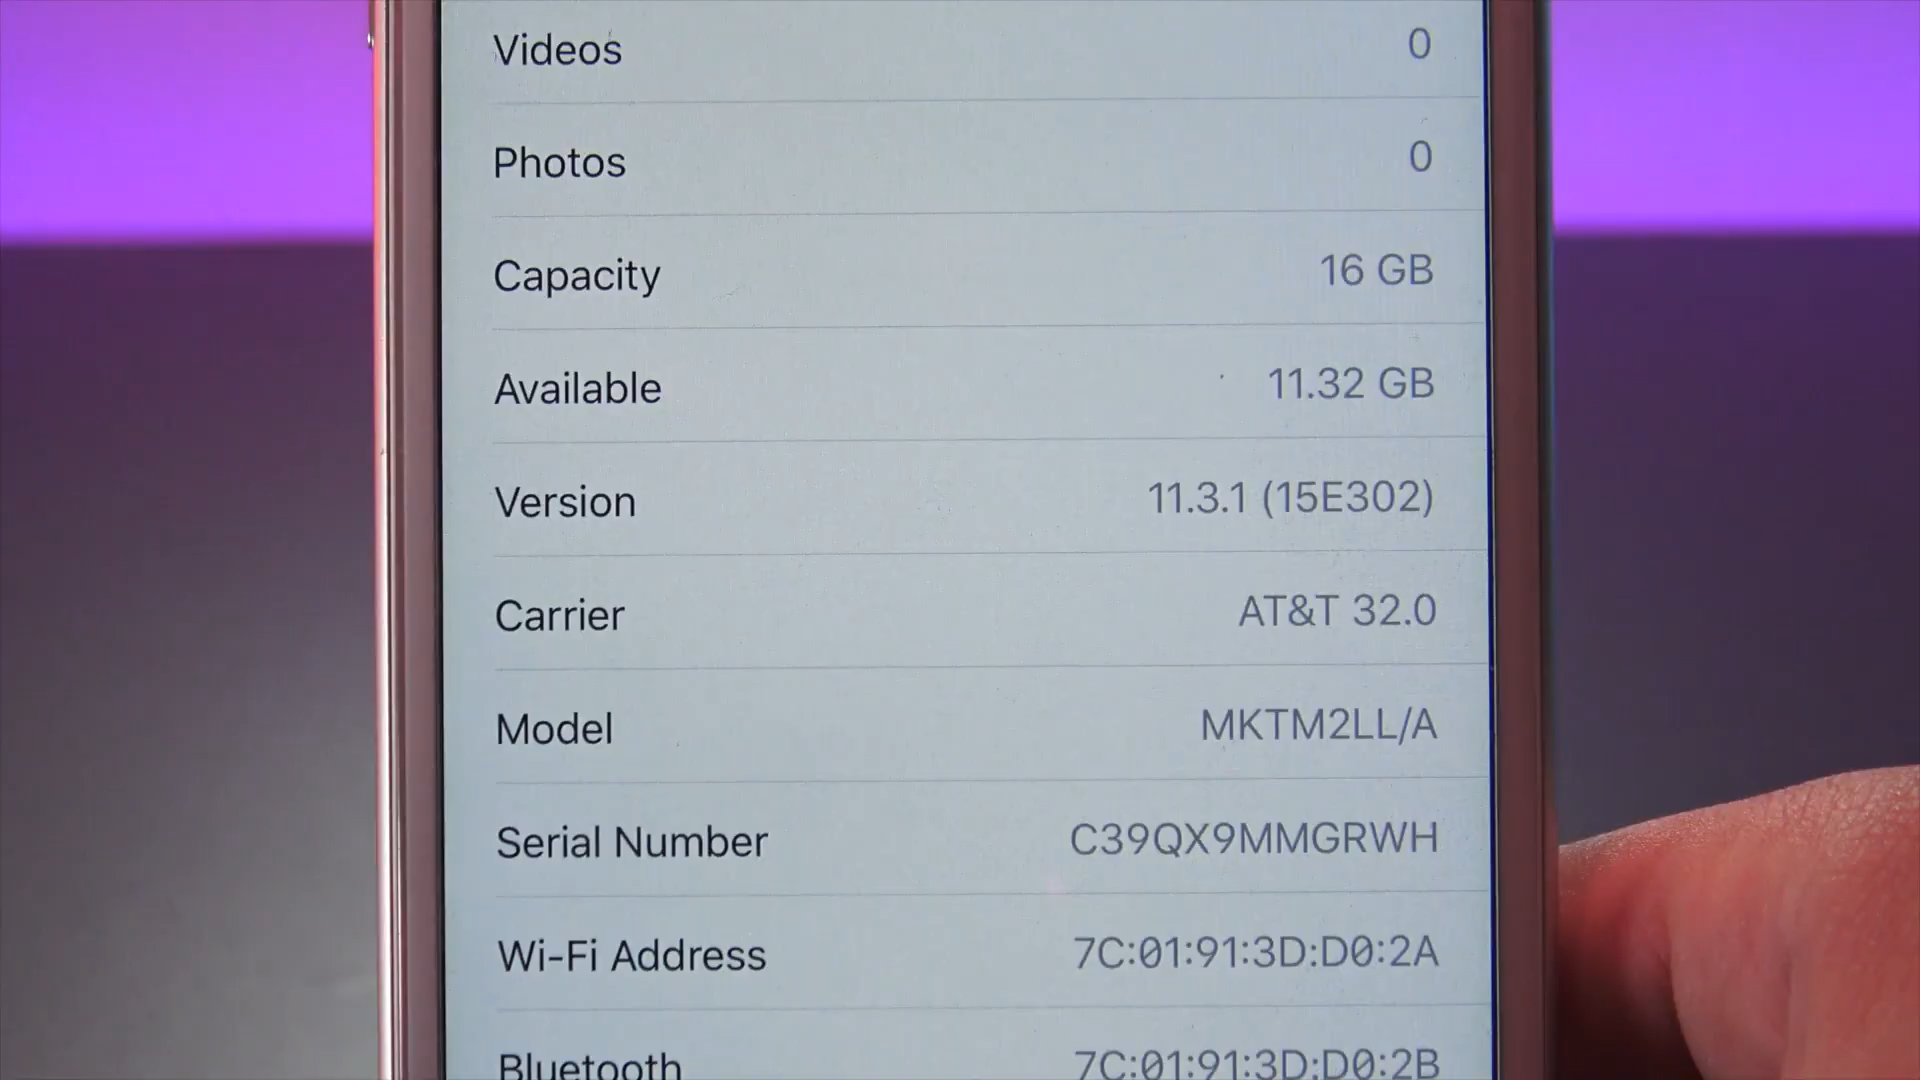 Videos 0
Photos 0
Capacity 16 GB
Available 11.32 GB
Version 11.3.1 (15E302)
Carrier AT&T 32.0
Model MKTM2LL/A
Serial Number C39QX9MMGRWH
Wi-Fi Address 7C:01:91:3D:D0:2A
Bluetooth 7C:01:91:3D:D0:2B